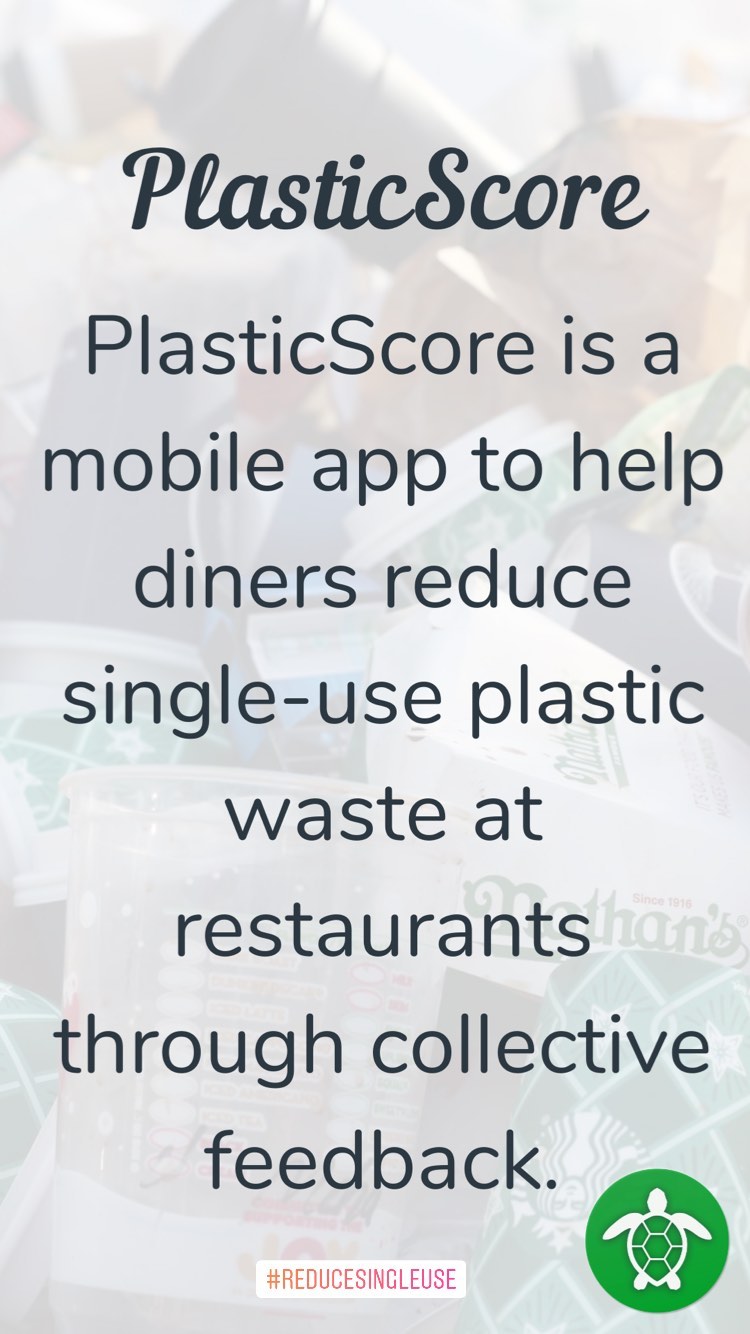 PlasticScore
PlasticScore is a
mobile app to help
diners reduce
single-use plastic
waste at
restaurants
through collective
feedback.
Nathan's
Since 1916
Nathan's
#REDUCESINGLEUSE